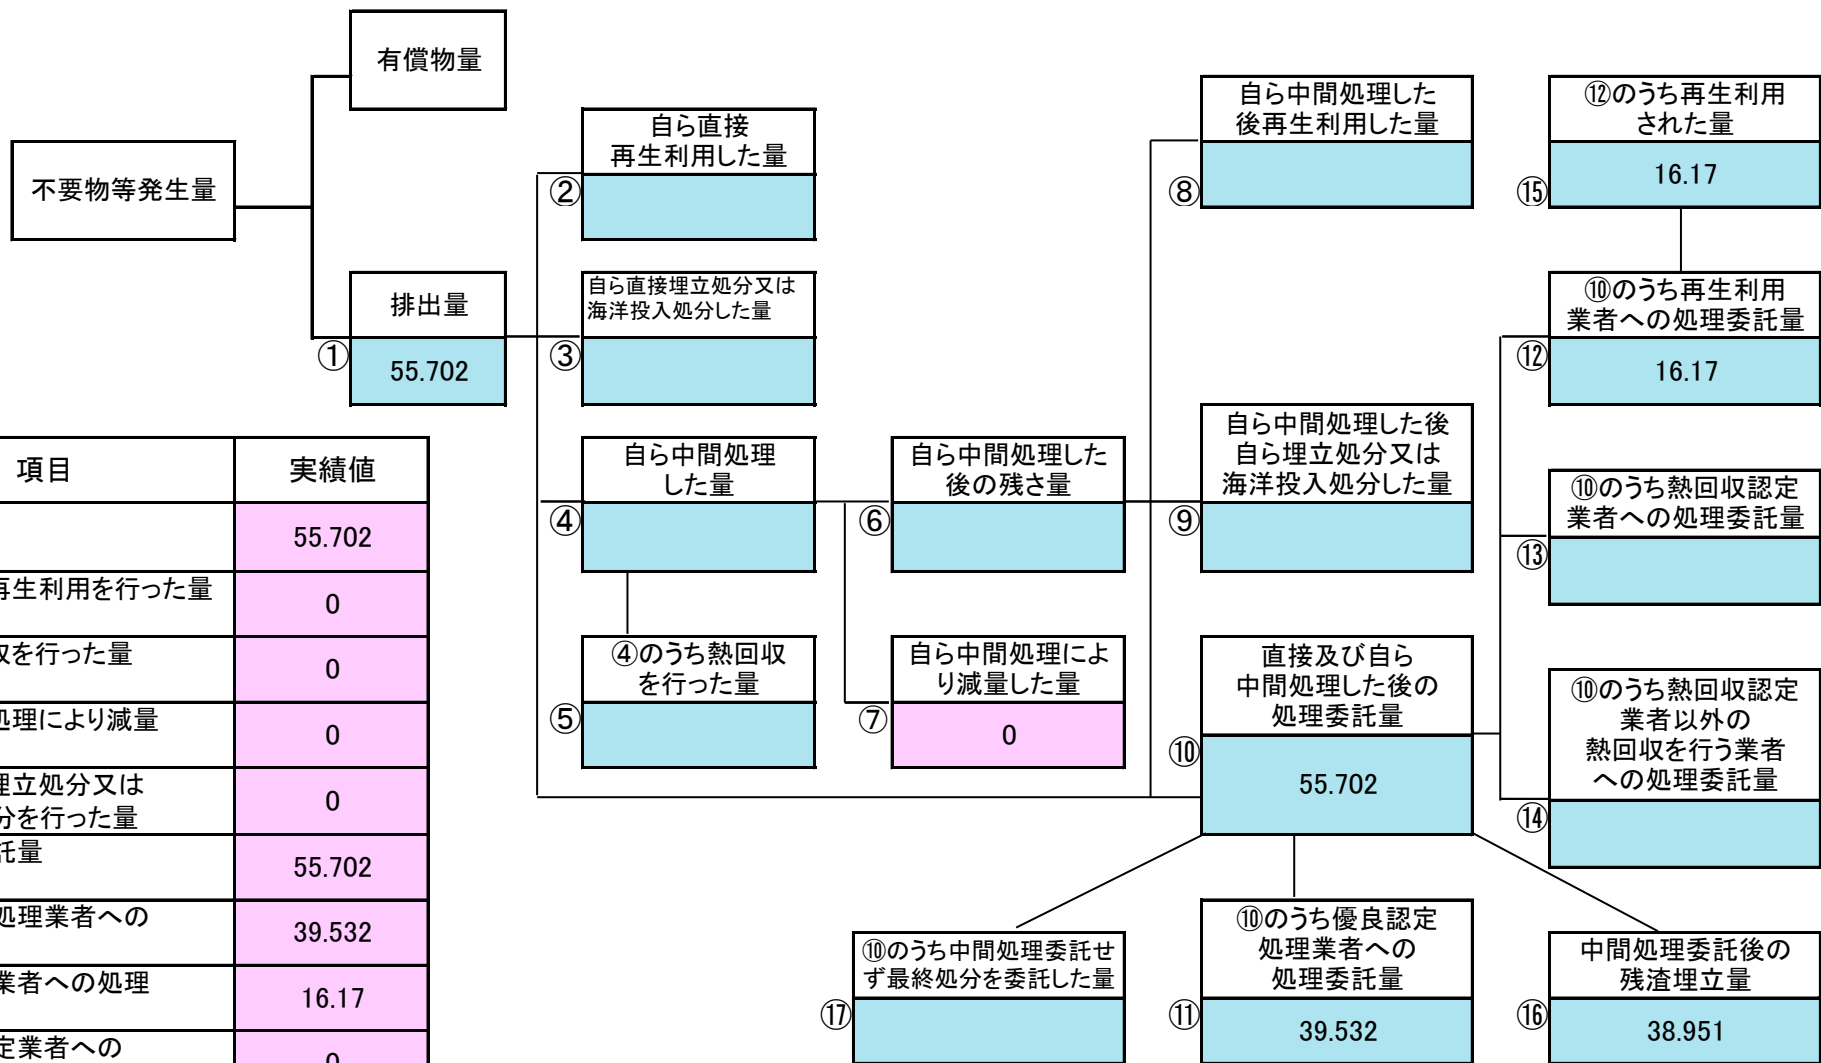 有償物量
不要物等発生量
排出量
①
55.702
自ら直接
再生利用した量
②
自ら直接埋立処分又は
海洋投入処分した量
③
自ら中間処理
した量
④
④のうち熱回収
を行った量
⑤
自ら中間処理した
後の残さ量
⑥
自ら中間処理によ
り減量した量
⑦
0
自ら中間処理した
後再生利用した量
⑧
自ら中間処理した後
自ら埋立処分又は
海洋投入処分した量
⑨
直接及び自ら
中間処理した後の
処理委託量
⑩
55.702
⑫のうち再生利用
された量
⑮
16.17
⑩のうち再生利用
業者への処理委託量
⑫
16.17
⑩のうち熱回収認定
業者への処理委託量
⑬
⑩のうち熱回収認定
業者以外の
熱回収を行う業者
への処理委託量
⑭
⑩のうち中間処理委託せ
ず最終処分を委託した量
⑰
⑩のうち優良認定
処理業者への
処理委託量
⑪
39.532
中間処理委託後の
残渣埋立量
⑯
38.951
項目 実績値
55.702
再生利用を行った量
0
を行った量
0
処理により減量
0
埋立処分又は
を行った量
0
託量
55.702
処理業者への
39.532
業者への処理
16.17
定業者への
0